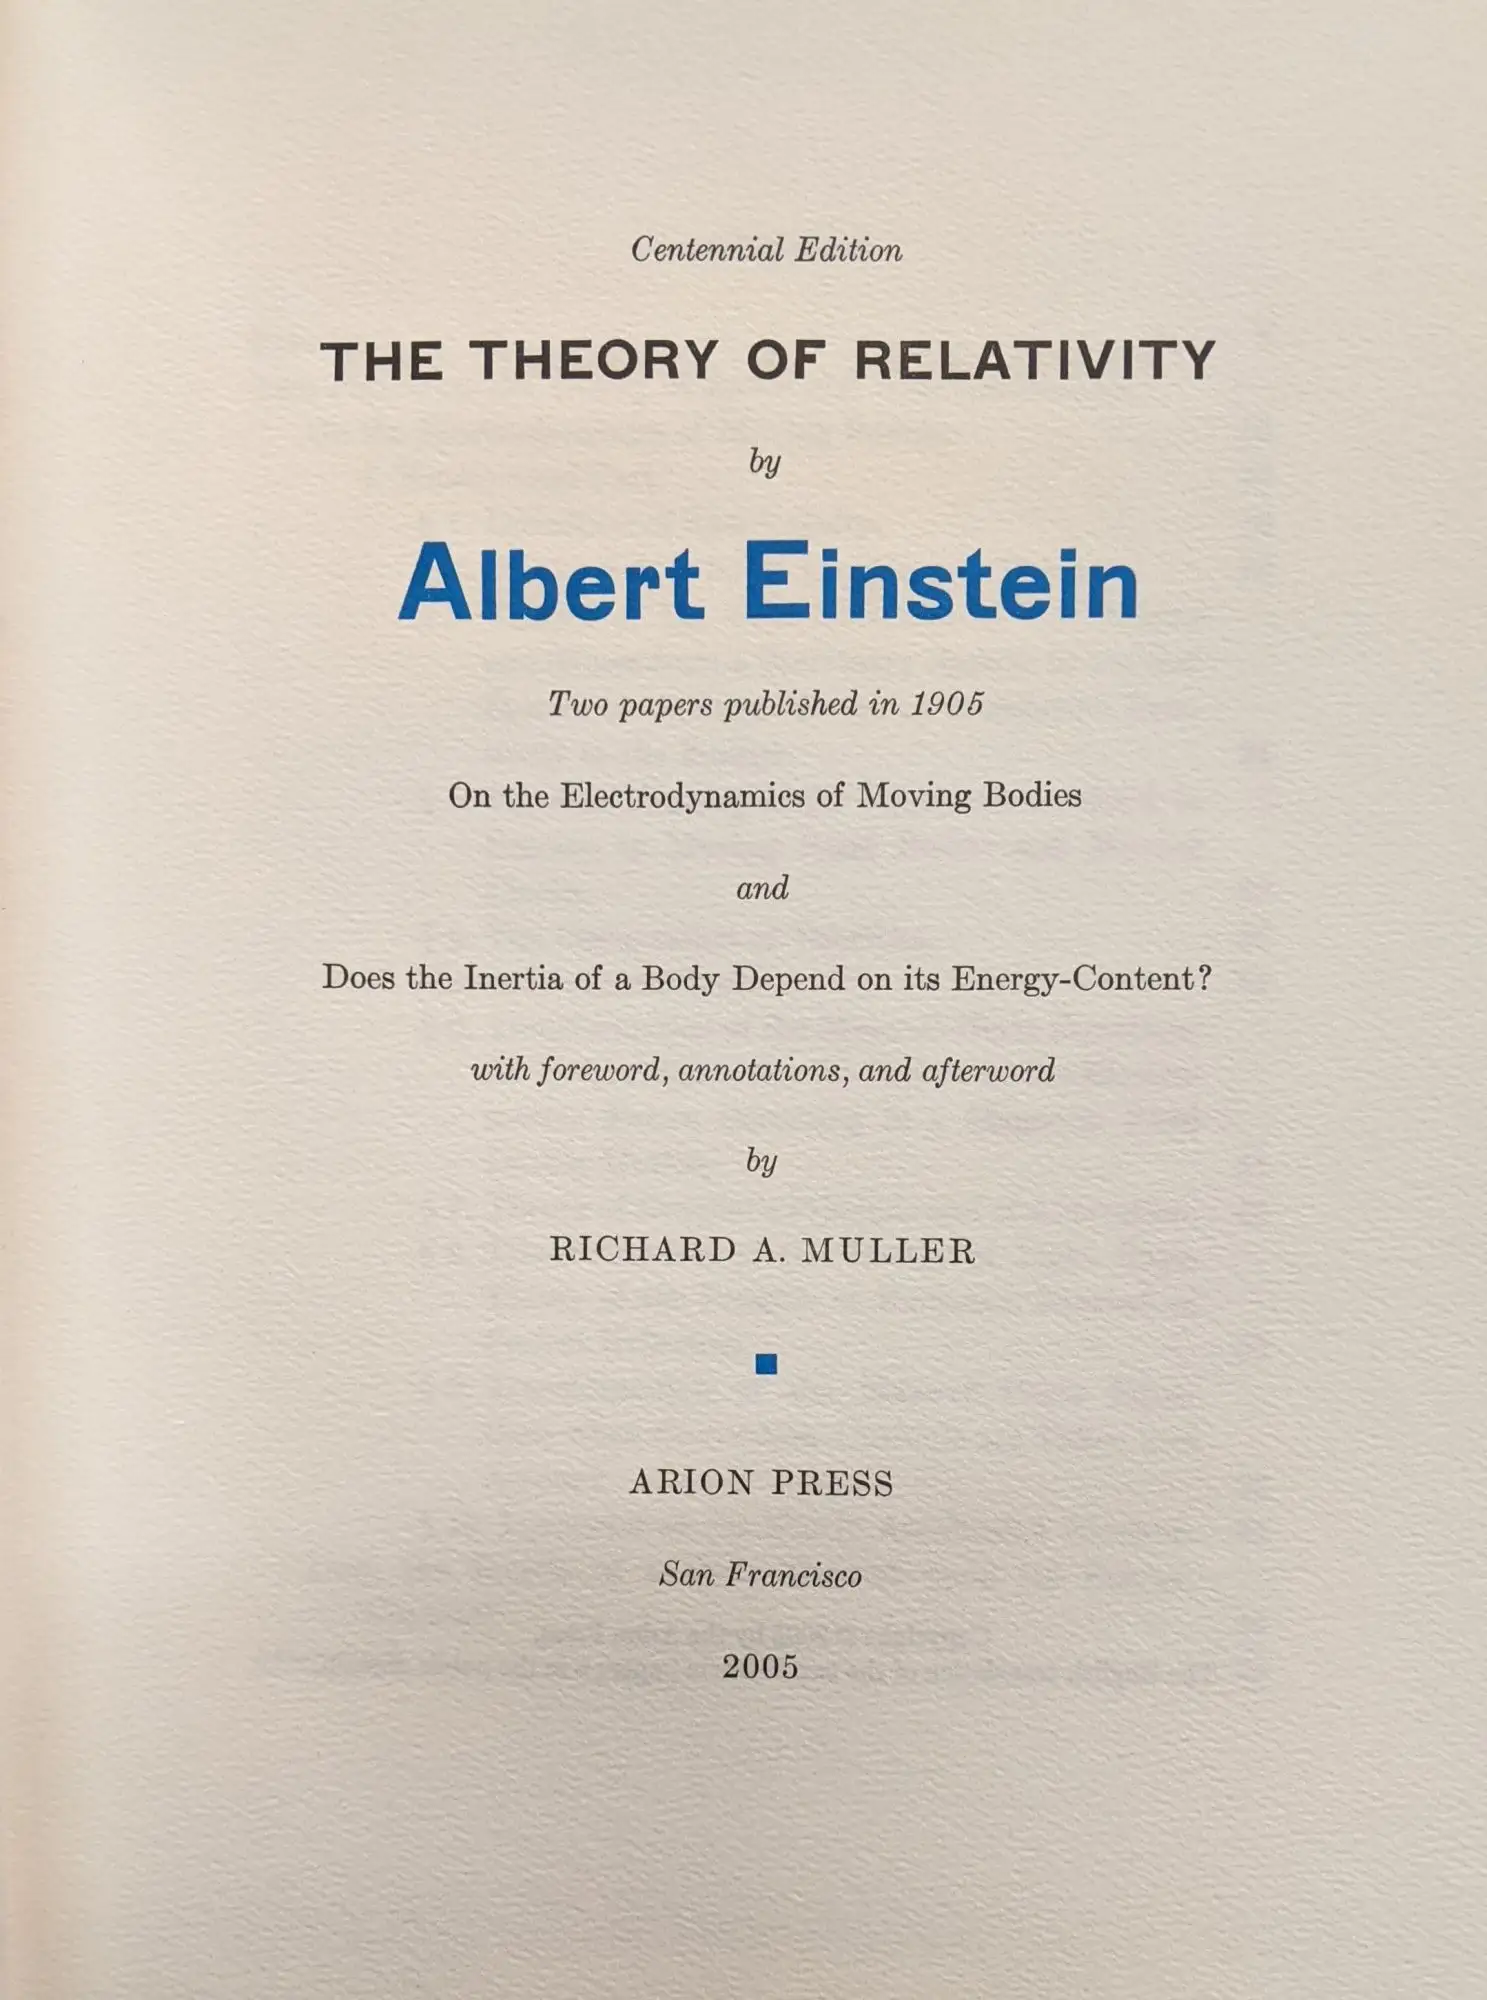 Centennial Edition
THE THEORY OF RELATIVITY
by
Albert Einstein
Two papers published in 1905
On the Electrodynamics of Moving Bodies
and
Does the Inertia of a Body Depend on its Energy-Content?
with foreword, annotations, and afterword
by
RICHARD A. MULLER
ARION PRESS
San Francisco
2005